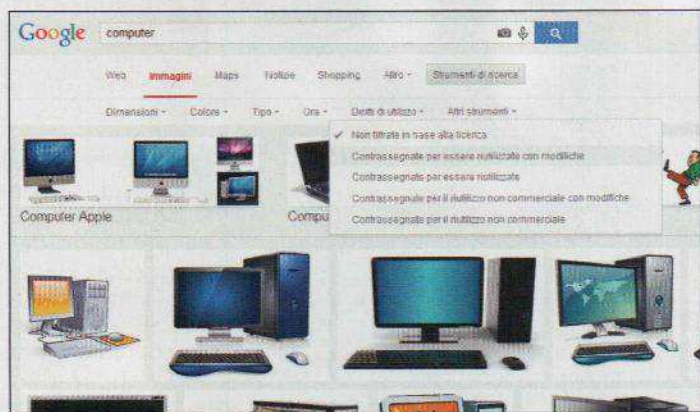 Google computer
Web Immagini Maps Notizie Shopping Altro Strumenti di ricerca
Dimensioni Colore Tipo Ora Diritti di utilizzo Altri strumenti
✓ Non filtrate in base alla licenza
Contrassegnate per essere riutilizzate con modifiche
Contrassegnate per essere riutilizzate
Contrassegnate per il riutilizzo non commerciale con modifiche
Contrassegnate per il riutilizzo non commerciale
Computer Apple
Compu